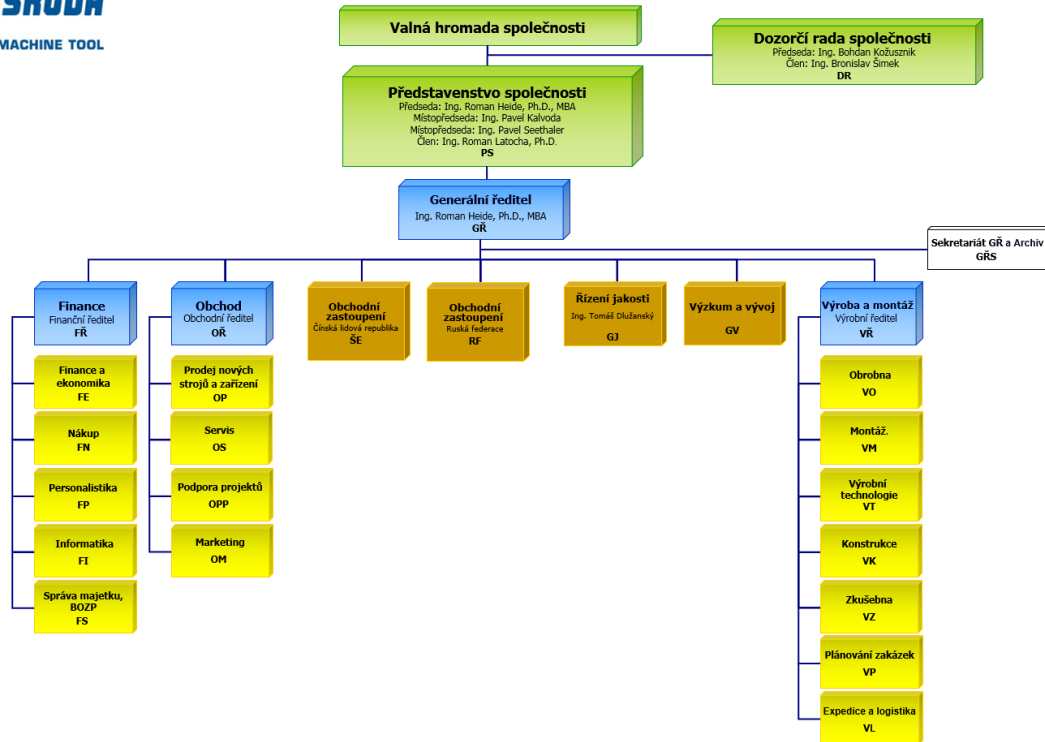 ŠKODA
MACHINE TOOL
Valná hromada společnosti
Dozorčí rada společnosti
Předseda: Ing. Bohdan Kožusznik
Člen: Ing. Bronislav Šimek
DR
Představenstvo společnosti
Předseda: Ing. Roman Heide, Ph.D., MBA
Místopředseda: Ing. Pavel Kalvoda
Místopředseda: Ing. Pavel Seethaler
Člen: Ing. Roman Latocha, Ph.D.
PS
Generální ředitel
Ing. Roman Heide, Ph.D., MBA
GŘ
Sekretariát GŘ a Archiv
GŘS
Finance
Finanční ředitel
FŘ
Obchod
Obchodní ředitel
OŘ
Obchodní
zastoupení
Čínská lidová republika
ŠE
Obchodní
zastoupení
Ruská federace
RF
Řízení jakosti
Ing. Tomáš Dlužanský
GJ
Výzkum a vývoj
GV
Výroba a montáž
Výrobní ředitel
VŘ
Finance a
ekonomika
FE
Nákup
FN
Personalistika
FP
Informatika
FI
Správa majetku,
BOZP
FS
Prodej nových
strojů a zařízení
OP
Servis
OS
Podpora projektů
OPP
Marketing
OM
Obrobna
VO
Montáž.
VM
Výrobní
technologie
VT
Konstrukce
VK
Zkušebna
VZ
Plánování zakázek
VP
Expedice a logistika
VL